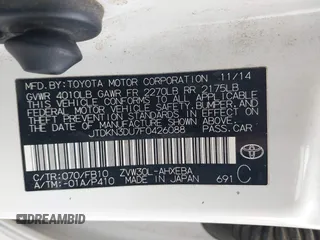 MFD.BY:TOYOTA MOTOR CORPORATION 11/14
GVWR 4010LB GAWR FR 2270LB RR 2175LB
THIS VEHICLE CONFORMS TO ALL APPLICABLE
FEDERAL MOTOR VEHICLE SAFETY, BUMPER, AND
THEFT PREVENTION STANDARDS IN EFFECT ON
THE DATE OF MANUFACTURE SHOWN ABOVE.
JTDKN3DU7F0426088 PASS.CAR
C/TR:070/FB10 ZVW30L-AHXEBA
A/TM:-01A/P410 MADE IN JAPAN 691 C
TOYOTA
© DREAMBID